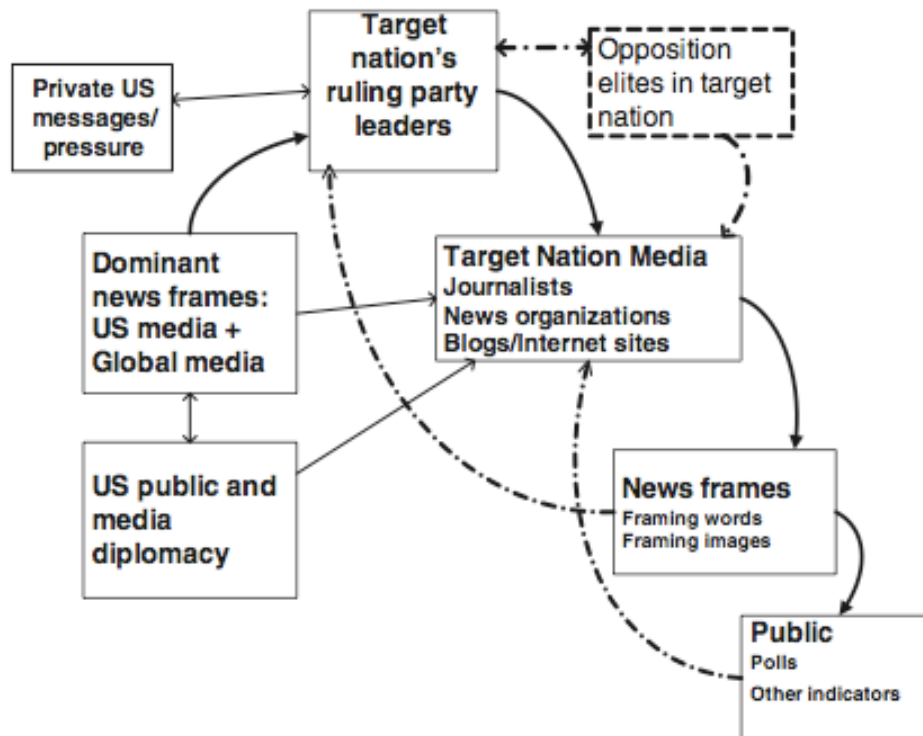 Target
nation's
ruling party
leaders
Opposition
elites in target
nation
Private US
messages/
pressure
Dominant
news frames:
US media +
Global media
Target Nation Media
Journalists
News organizations
Blogs/Internet sites
US public and
media
diplomacy
News frames
Framing words
Framing images
Public
Polls
Other indicators